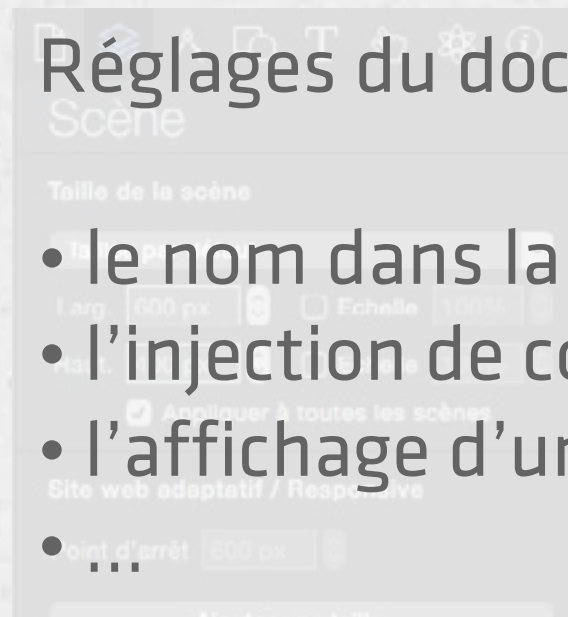 Réglages du doc
Scène
Taille de la scène
• le nom dans la
Larg. 600 px Echelle 100%
• l’injection de co
Haut.
Appliquer à toutes les scènes
• l’affichage d’un
Site web adaptatif / Responsive
• ...
Point d'arrêt 600 px